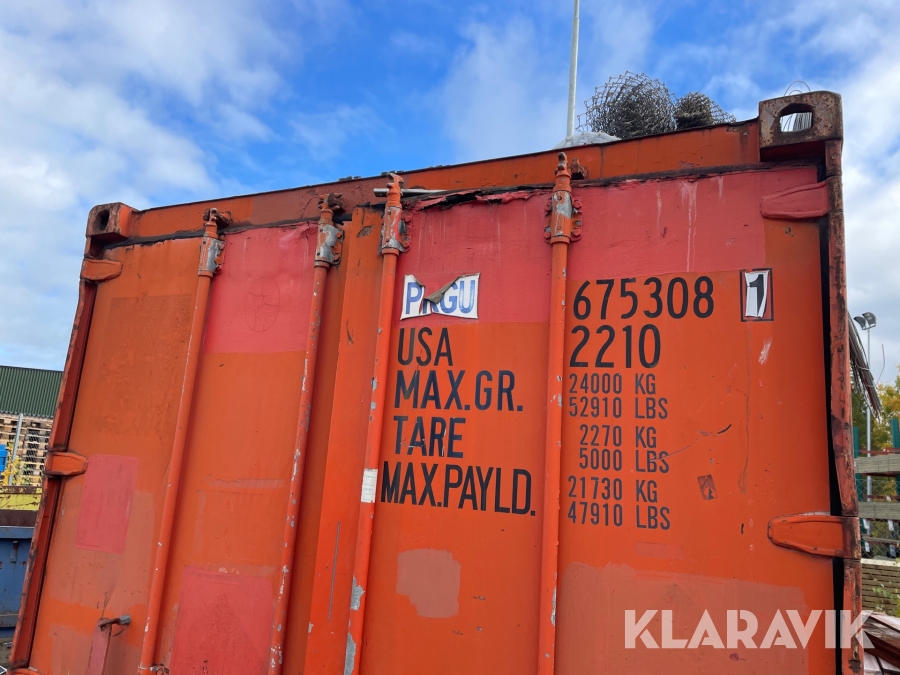 675308 1
USA 2210
MAX.GR. 24000 KG
52910 LBS
TARE 2270 KG
5000 LBS
MAX.PAYLD. 21730 KG
47910 LBS
KLARAVIK